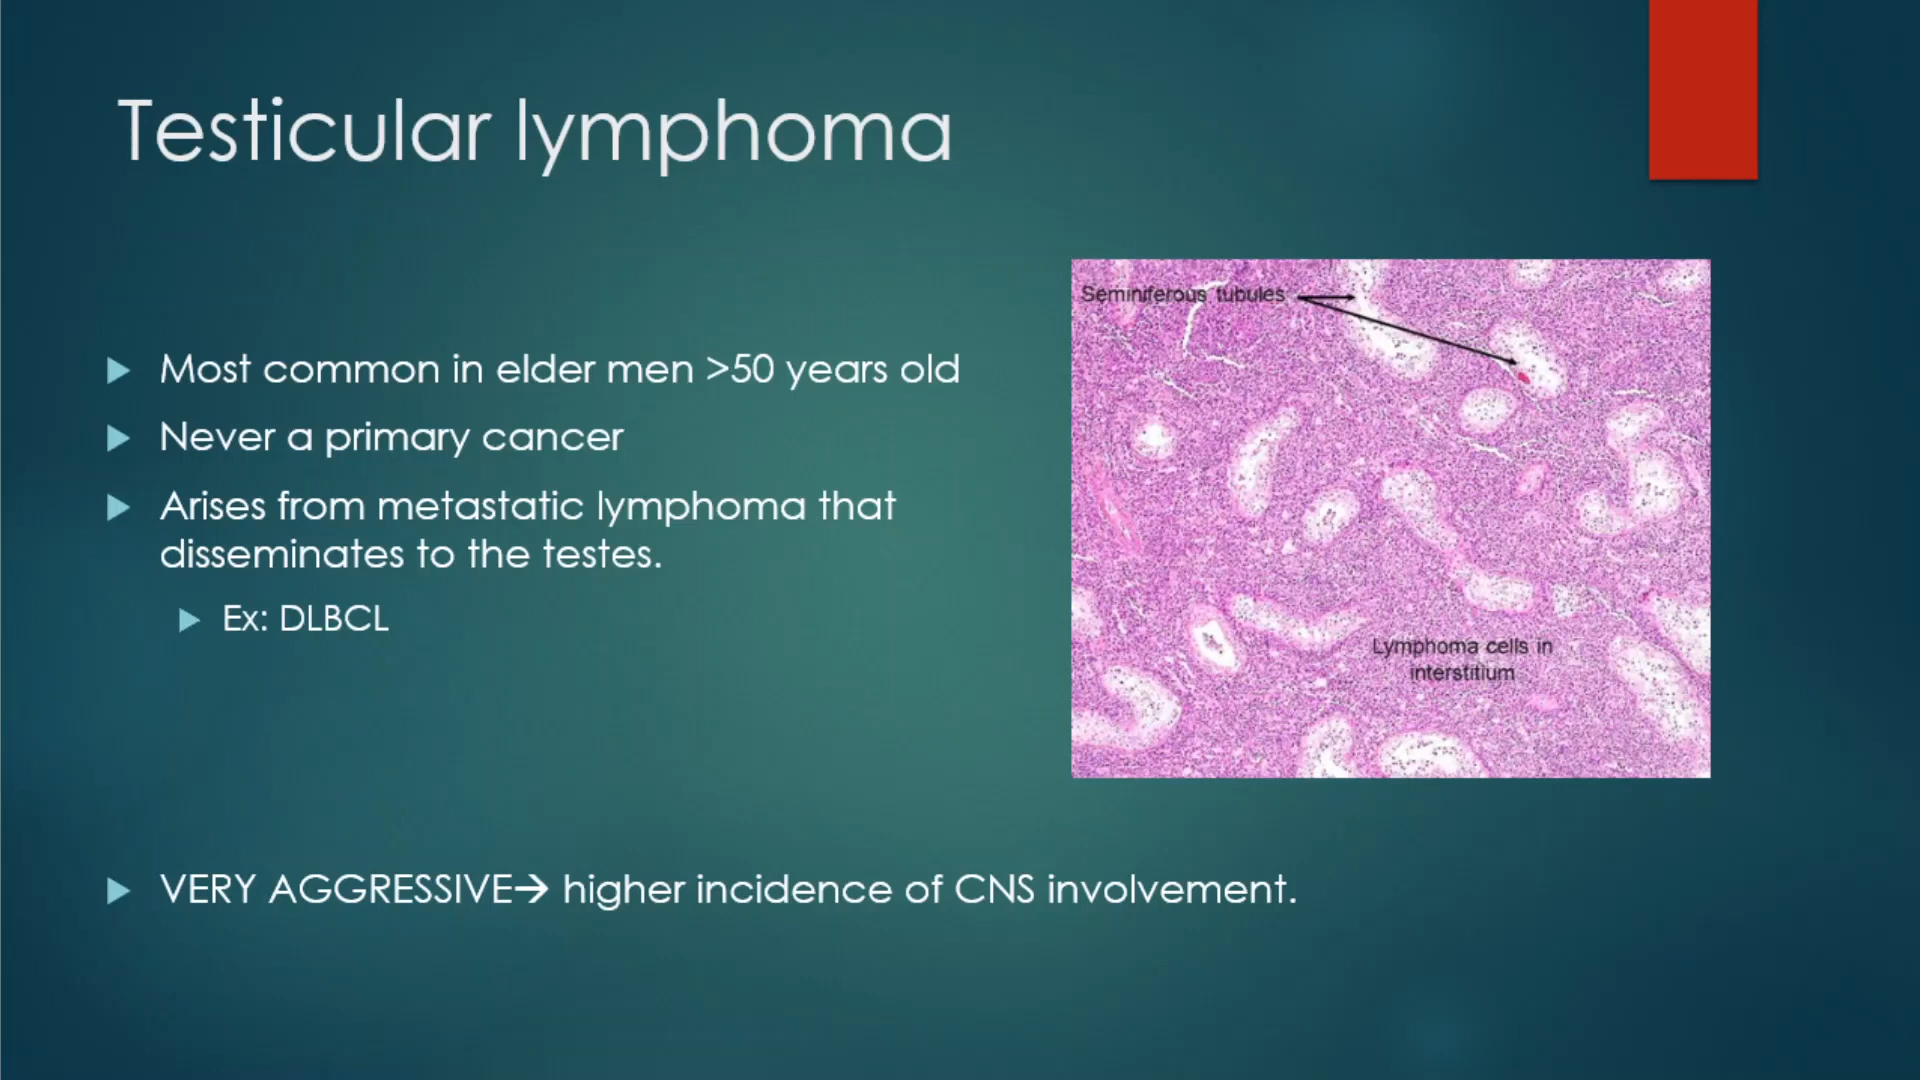 Testicular lymphoma
Most common in elder men >50 years old
Never a primary cancer
Arises from metastatic lymphoma that
disseminates to the testes.
Ex: DLBCL
VERY AGGRESSIVE→ higher incidence of CNS involvement.
Seminiferous tubules
Lymphoma cells in
interstitium